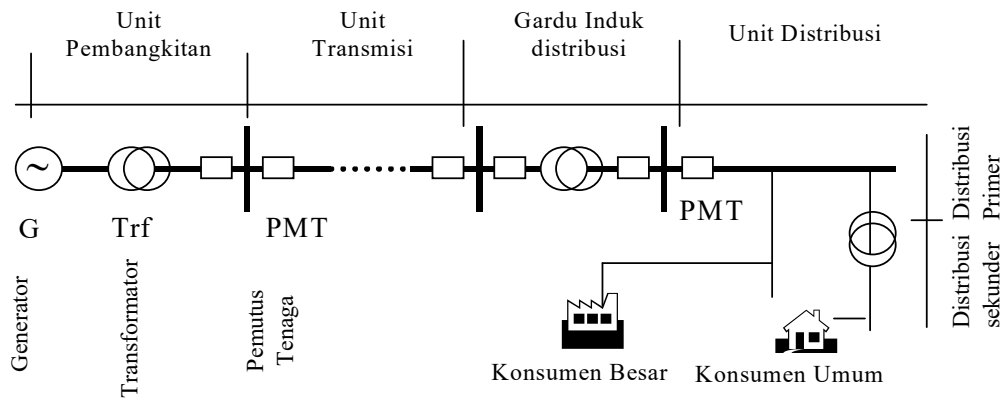 Unit
Pembangkitan
Unit
Transmisi
Gardu Induk
distribusi
Unit Distribusi
~
G
Trf
PMT
PMT
Generator
Transformator
Pemutus
Tenaga
Distribusi
Primer
Distribusi
sekunder
Konsumen Besar
Konsumen Umum